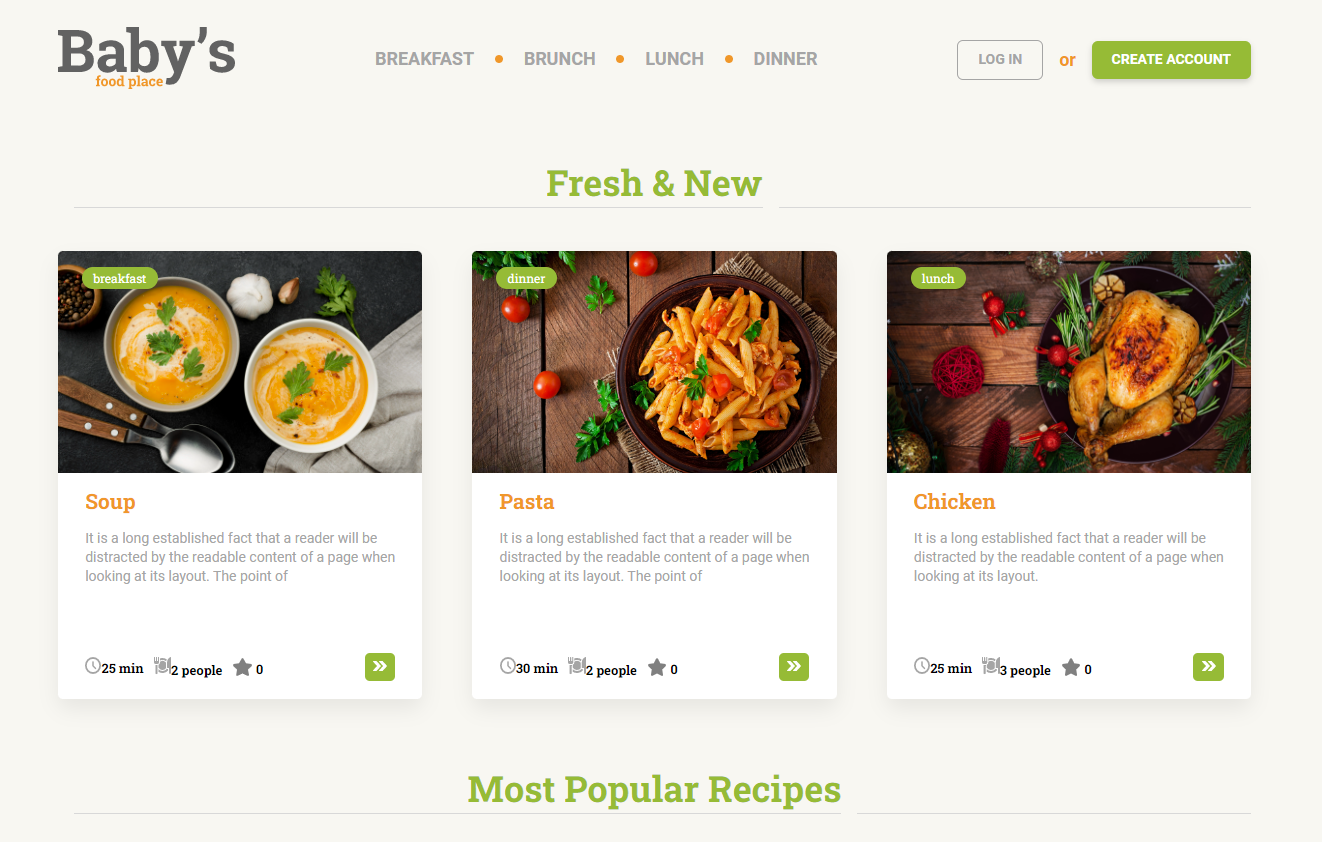 Baby's
food place
BREAKFAST • BRUNCH • LUNCH • DINNER
LOG IN or CREATE ACCOUNT
Fresh & New
breakfast
Soup
It is a long established fact that a reader will be
distracted by the readable content of a page when
looking at its layout. The point of
25 min 2 people 0
dinner
Pasta
It is a long established fact that a reader will be
distracted by the readable content of a page when
looking at its layout. The point of
30 min 2 people 0
lunch
Chicken
It is a long established fact that a reader will be
distracted by the readable content of a page when
looking at its layout.
25 min 3 people 0
Most Popular Recipes